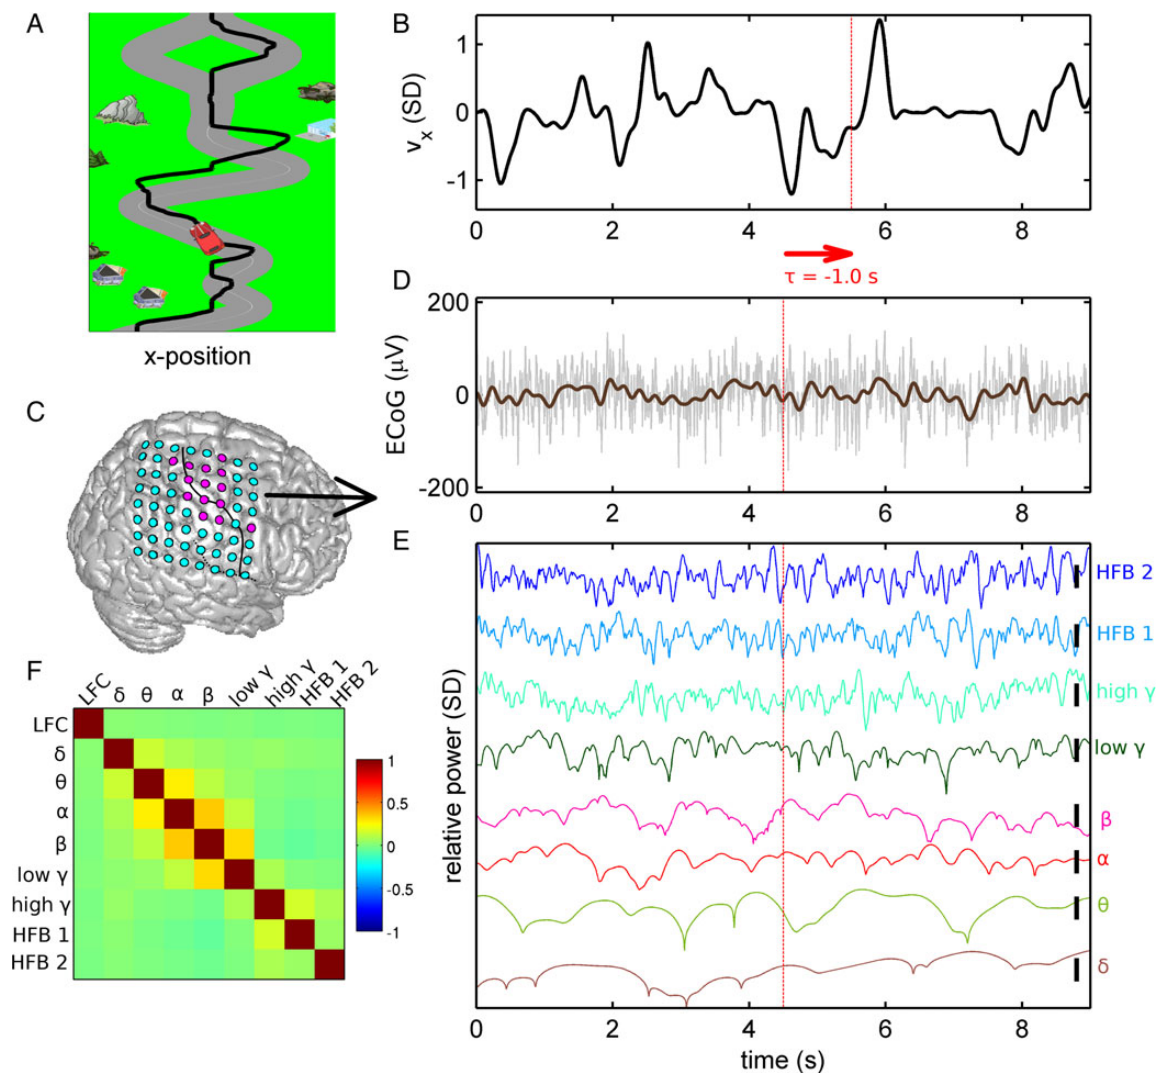 A
x-position
B
v_x (SD)
1
0
-1
0 2 4 6 8
τ = -1.0 s
C
D
ECoG (μV)
200
0
-200
0 2 4 6 8
E
relative power (SD)
HFB 2
HFB 1
high γ
low γ
β
α
θ
δ
0 2 4 6 8
time (s)
F
LFC δ θ α β low γ high γ HFB 1 HFB 2
LFC
δ
θ
α
β
low γ
high γ
HFB 1
HFB 2
1
0.5
0
-0.5
-1